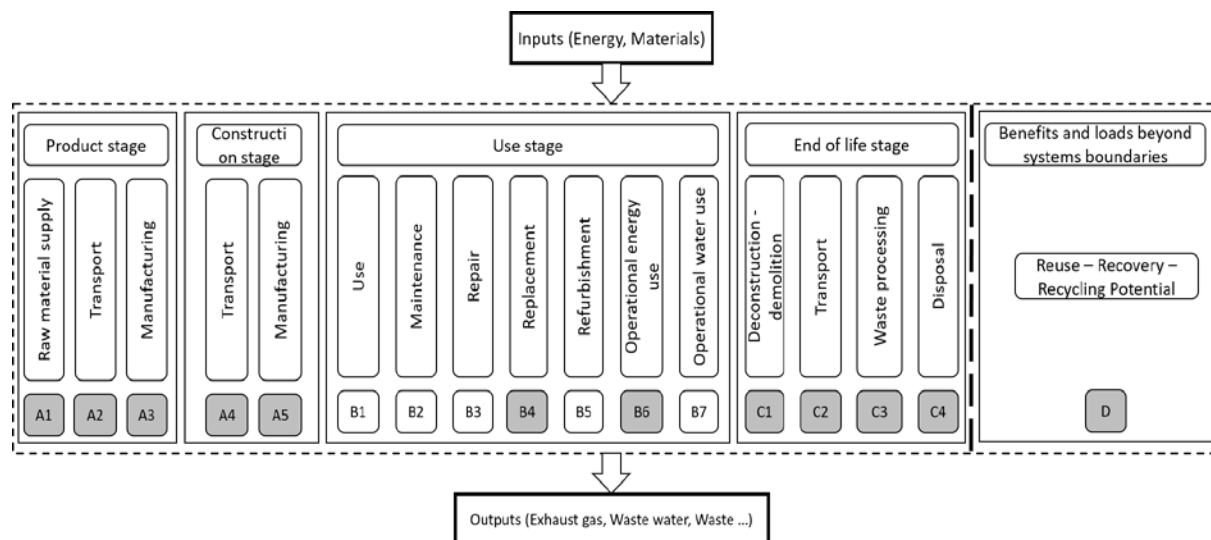 Inputs (Energy, Materials)
Product stage
Constructi
on stage
Use stage
End of life stage
Benefits and loads beyond
systems boundaries
Raw material supply
Transport
Manufacturing
Transport
Manufacturing
Use
Maintenance
Repair
Replacement
Refurbishment
Operational energy
use
Operational water use
Deconstruction -
demolition
Transport
Waste processing
Disposal
Reuse – Recovery –
Recycling Potential
A1
A2
A3
A4
A5
B1
B2
B3
B4
B5
B6
B7
C1
C2
C3
C4
D
Outputs (Exhaust gas, Waste water, Waste ...)